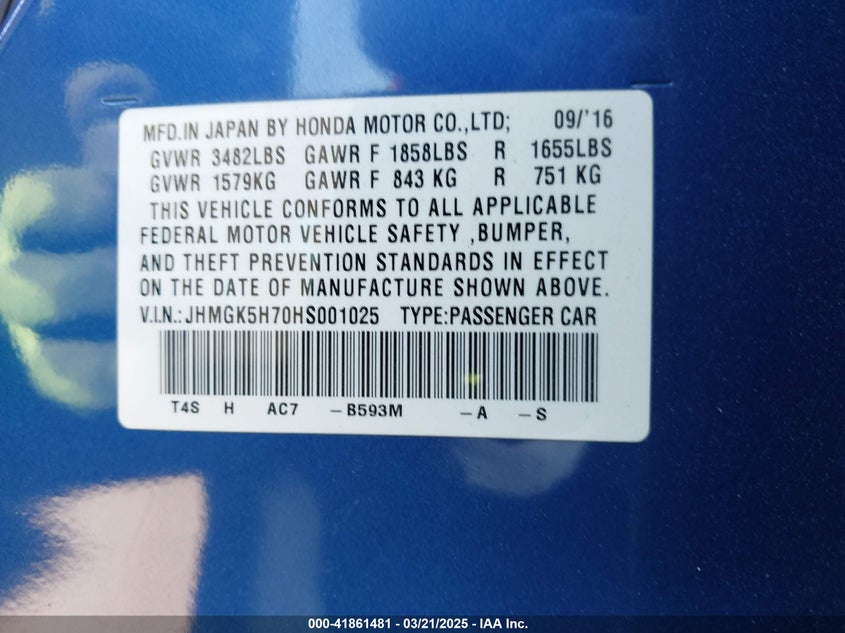 MFD.IN JAPAN BY HONDA MOTOR CO.,LTD; 09/'16
GVWR 3482LBS GAWR F 1858LBS R 1655LBS
GVWR 1579KG GAWR F 843 KG R 751 KG
THIS VEHICLE CONFORMS TO ALL APPLICABLE
FEDERAL MOTOR VEHICLE SAFETY ,BUMPER,
AND THEFT PREVENTION STANDARDS IN EFFECT
ON THE DATE OF MANUFACTURE SHOWN ABOVE.
V.I.N.:JHMGK5H70HS001025 TYPE:PASSENGER CAR
T4S H AC7 –B593M –A –S
000-41861481 - 03/21/2025 - IAA Inc.